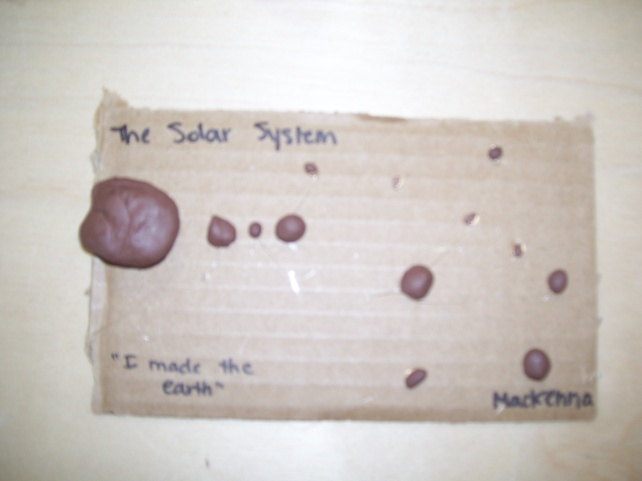 The Solar System
"I made the
earth"
Mackenna